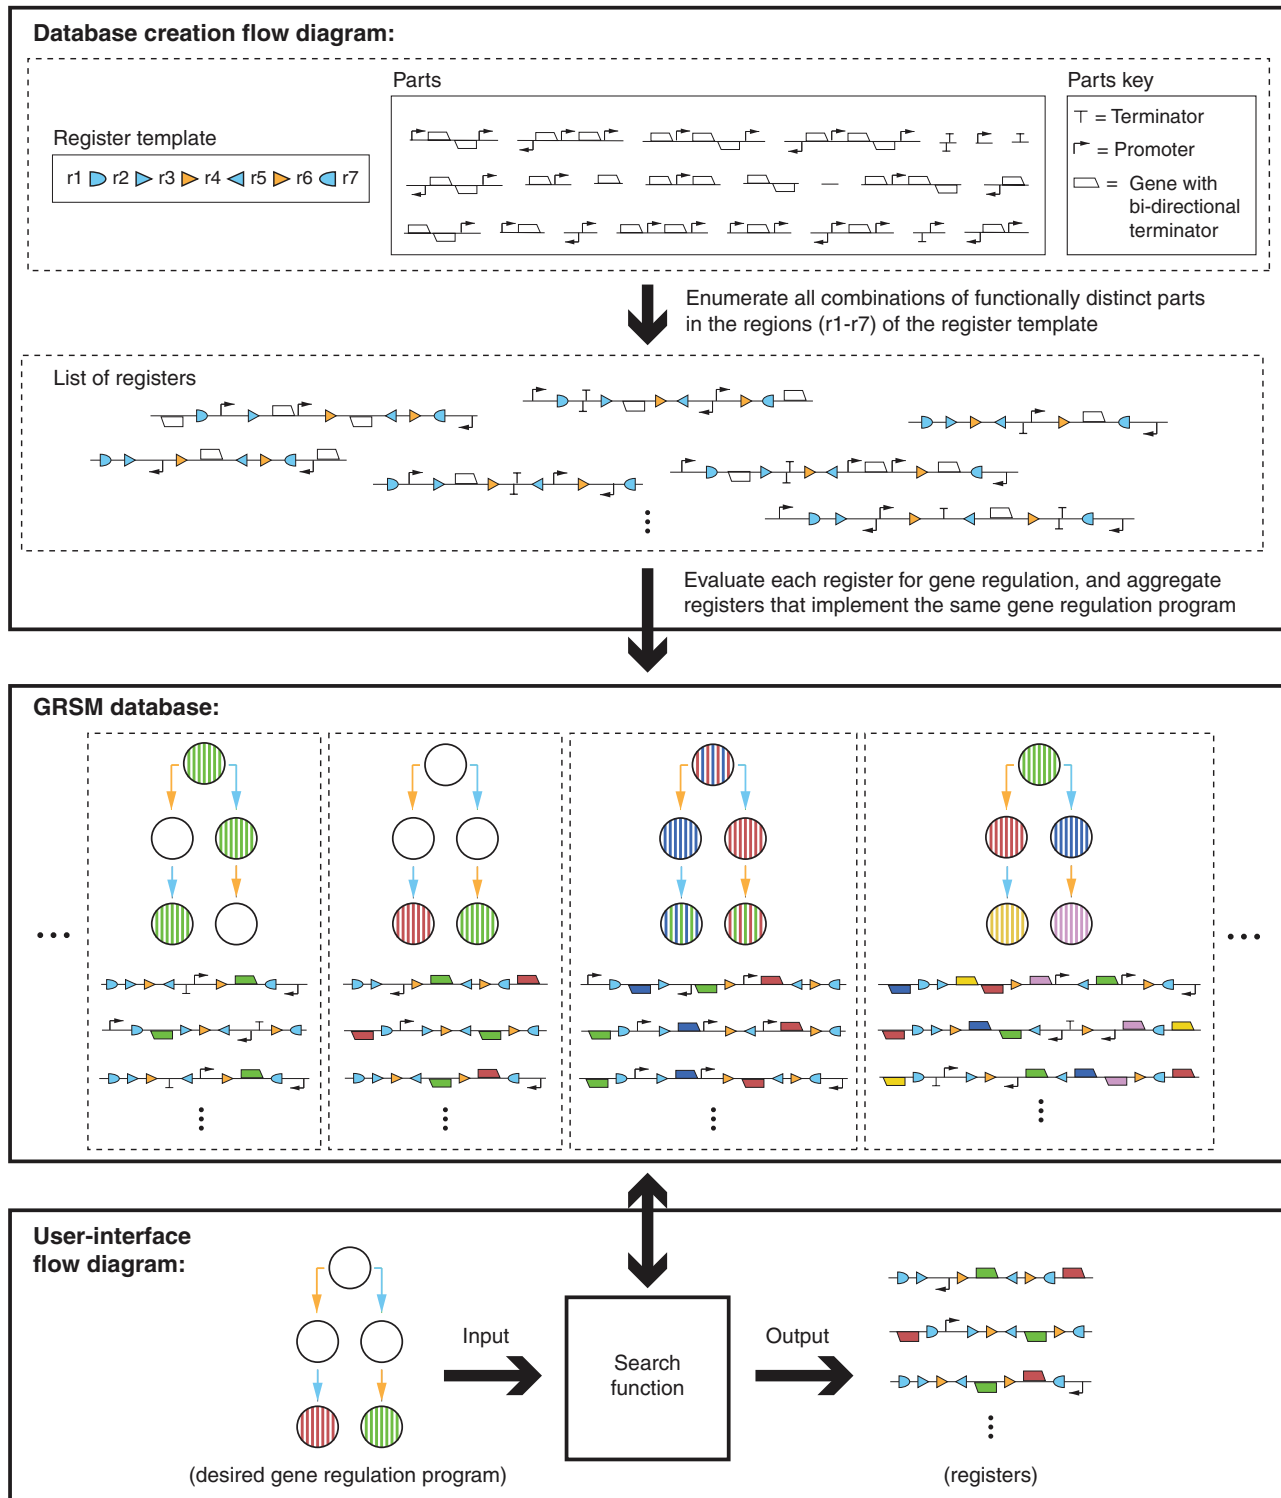 Database creation flow diagram:
Parts
Parts key
Register template
r1 r2 r3 r4 r5 r6 r7
= Terminator
= Promoter
= Gene with
bi-directional
terminator
Enumerate all combinations of functionally distinct parts
in the regions (r1-r7) of the register template
List of registers
Evaluate each register for gene regulation, and aggregate
registers that implement the same gene regulation program
GRSM database:
User-interface
flow diagram:
Input
Search
function
Output
(desired gene regulation program)
(registers)